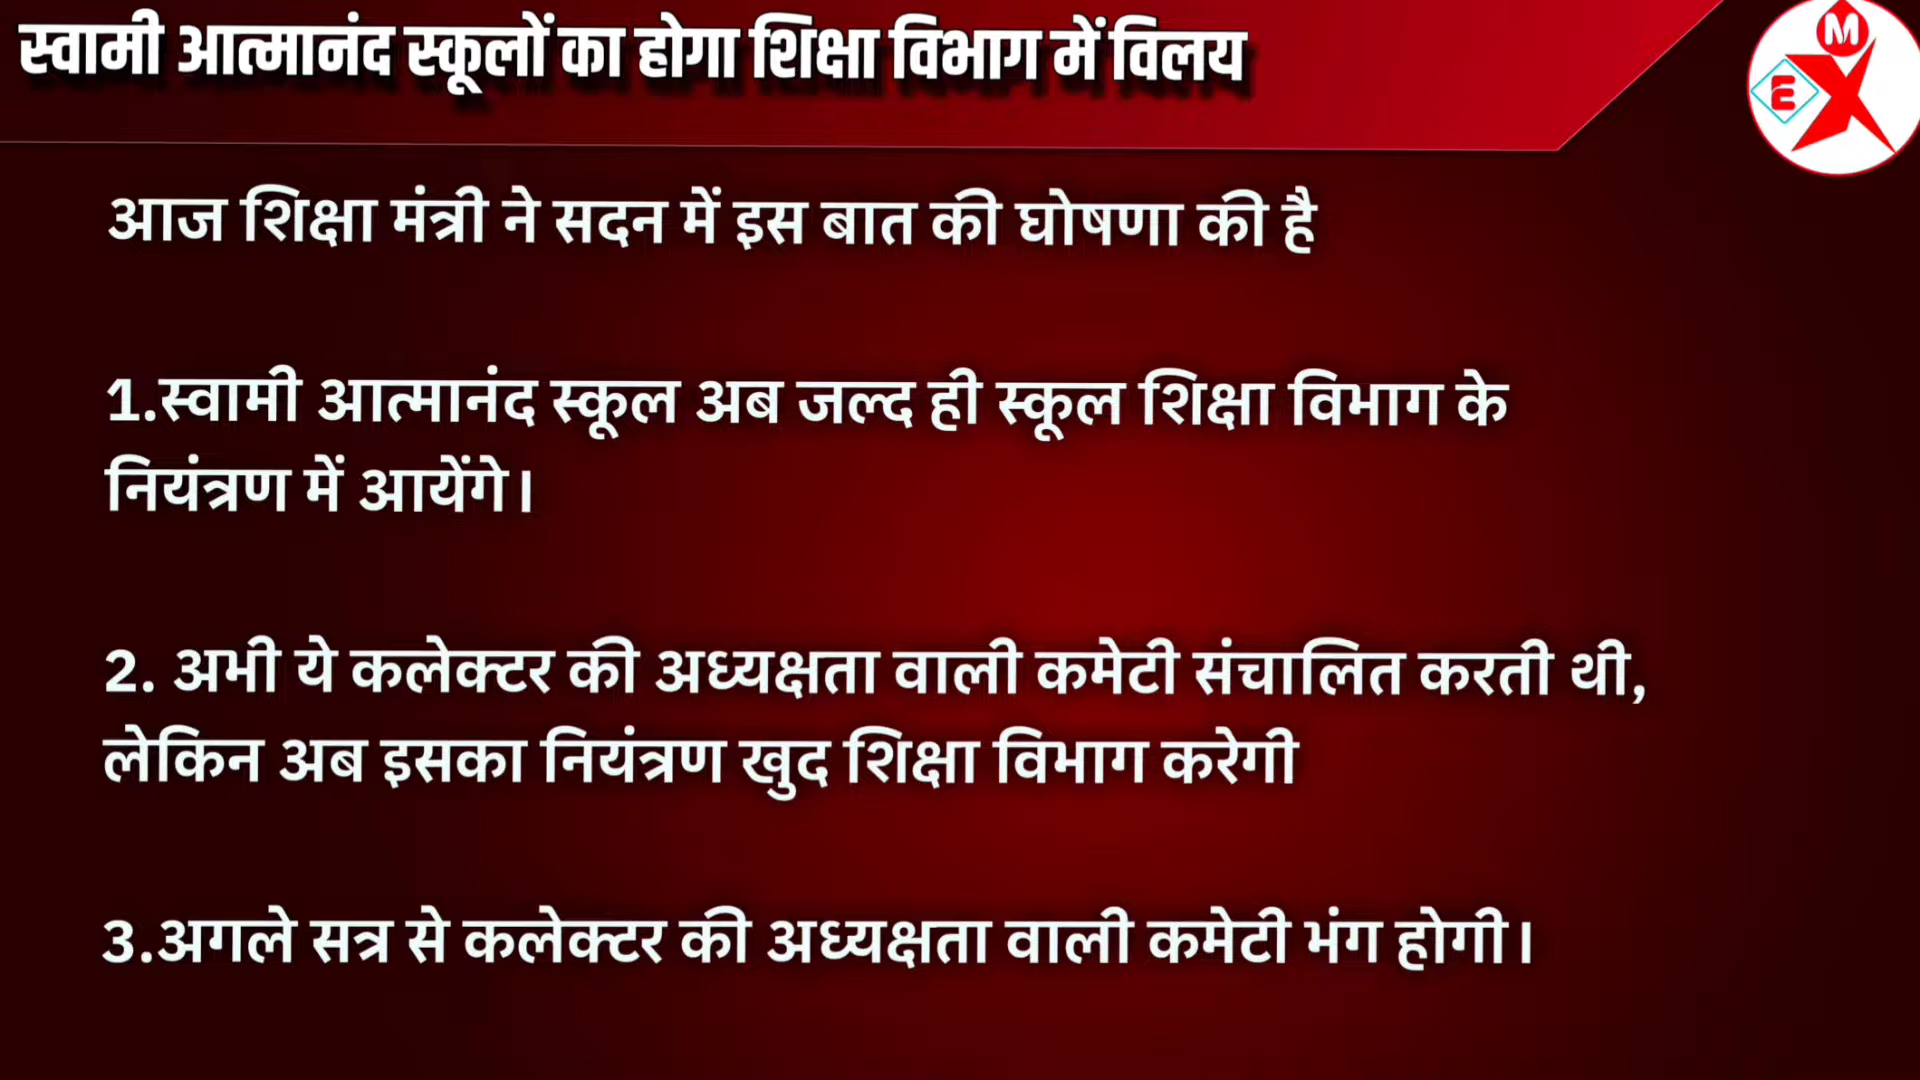 स्वामी आत्मानंद स्कूलों का होगा शिक्षा विभाग में विलय
M
E X
आज शिक्षा मंत्री ने सदन में इस बात की घोषणा की है
1.स्वामी आत्मानंद स्कूल अब जल्द ही स्कूल शिक्षा विभाग के
नियंत्रण में आयेंगे।
2. अभी ये कलेक्टर की अध्यक्षता वाली कमेटी संचालित करती थी,
लेकिन अब इसका नियंत्रण खुद शिक्षा विभाग करेगी
3.अगले सत्र से कलेक्टर की अध्यक्षता वाली कमेटी भंग होगी।